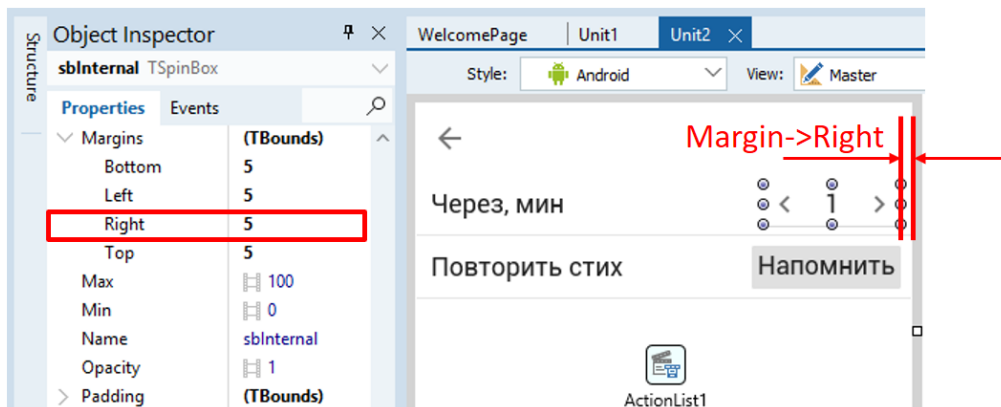 Structure
Object Inspector
sbInternal TSpinBox
Properties Events
Margins (TBounds)
Bottom 5
Left 5
Right 5
Top 5
Max 100
Min 0
Name sbInternal
Opacity 1
Padding (TBounds)
WelcomePage Unit1 Unit2
Style: Android View: Master
Margin->Right
Через, мин 1
Повторить стих Напомнить
ActionList1